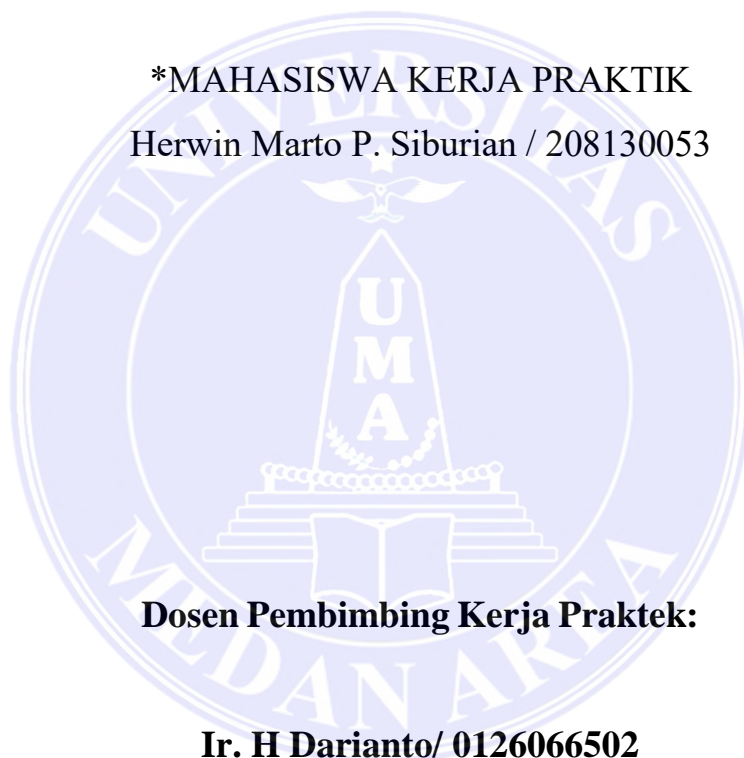 *MAHASISWA KERJA PRAKTIK
Herwin Marto P. Siburian / 208130053
UNIVERSITAS
U
M
A
Dosen Pembimbing Kerja Praktek:
MEDAN AREA
Ir. H Darianto/ 0126066502